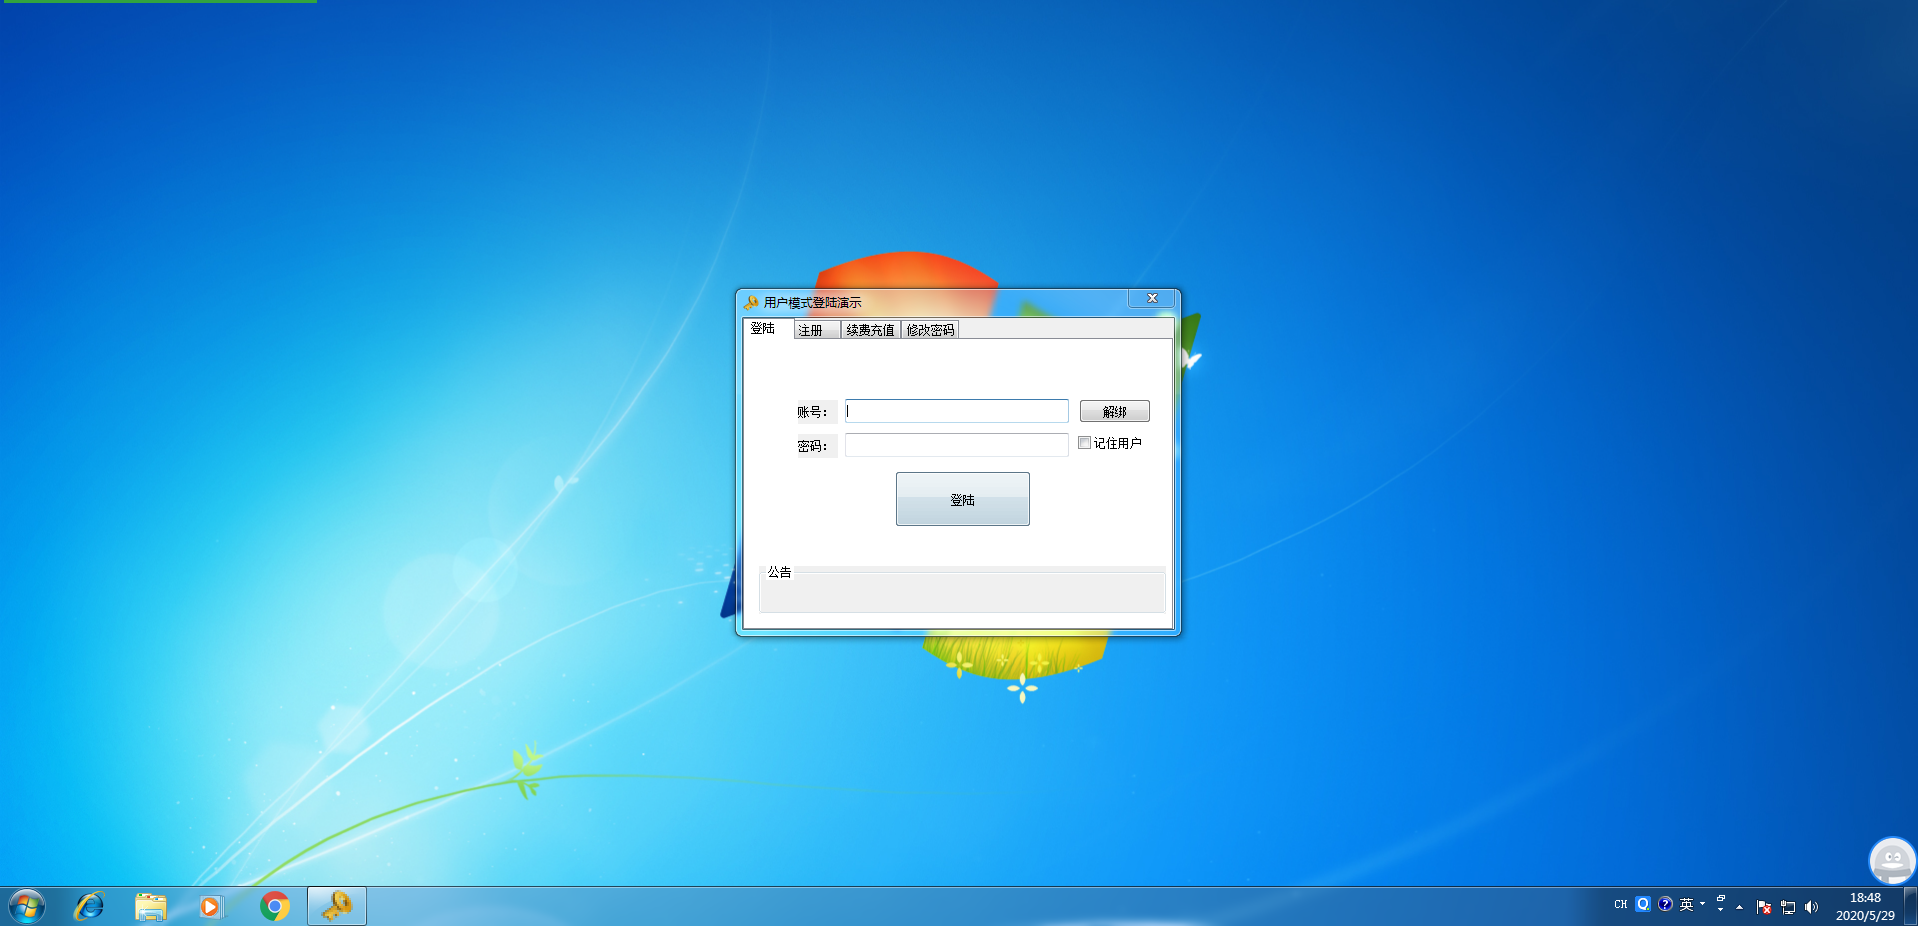 用户模式登陆演示
登陆 注册 续费充值 修改密码
账号： 解绑
密码： 记住用户
登陆
公告
CH 英 18:48
2020/5/29